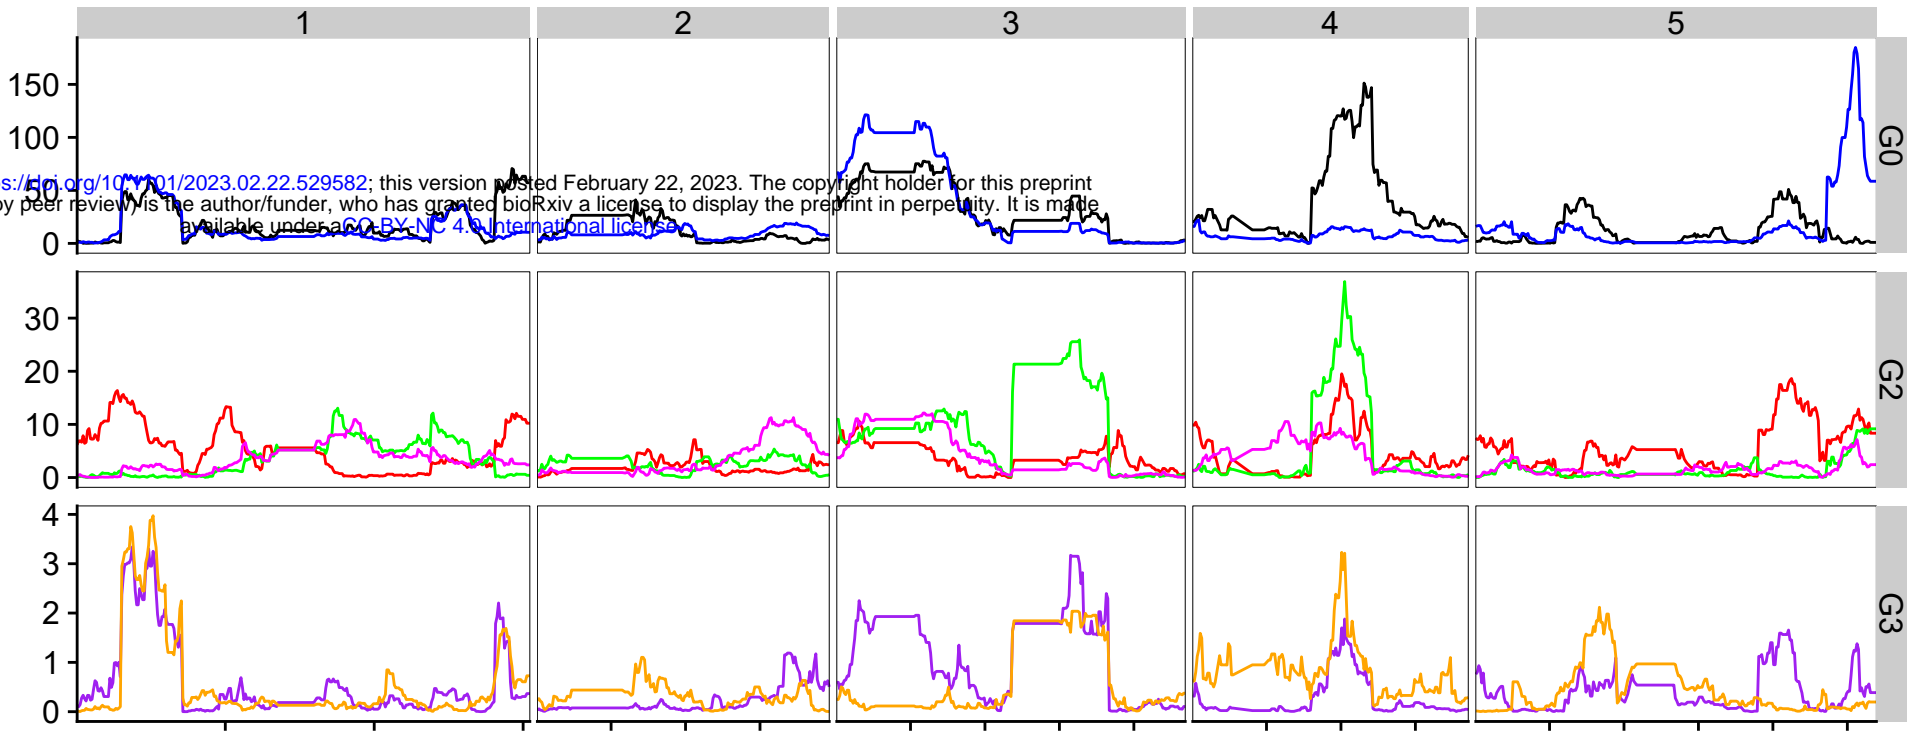 1 2 3 4 5
150
100
50
0
G0
s://doi.org/10.1101/2023.02.22.529582; this version posted February 22, 2023. The copyright holder for this preprint
by peer review) is the author/funder, who has granted bioRxiv a license to display the preprint in perpetuity. It is made
available under aCC-BY-NC 4.0 International license.
30
20
10
0
G2
4
3
2
1
0
G3